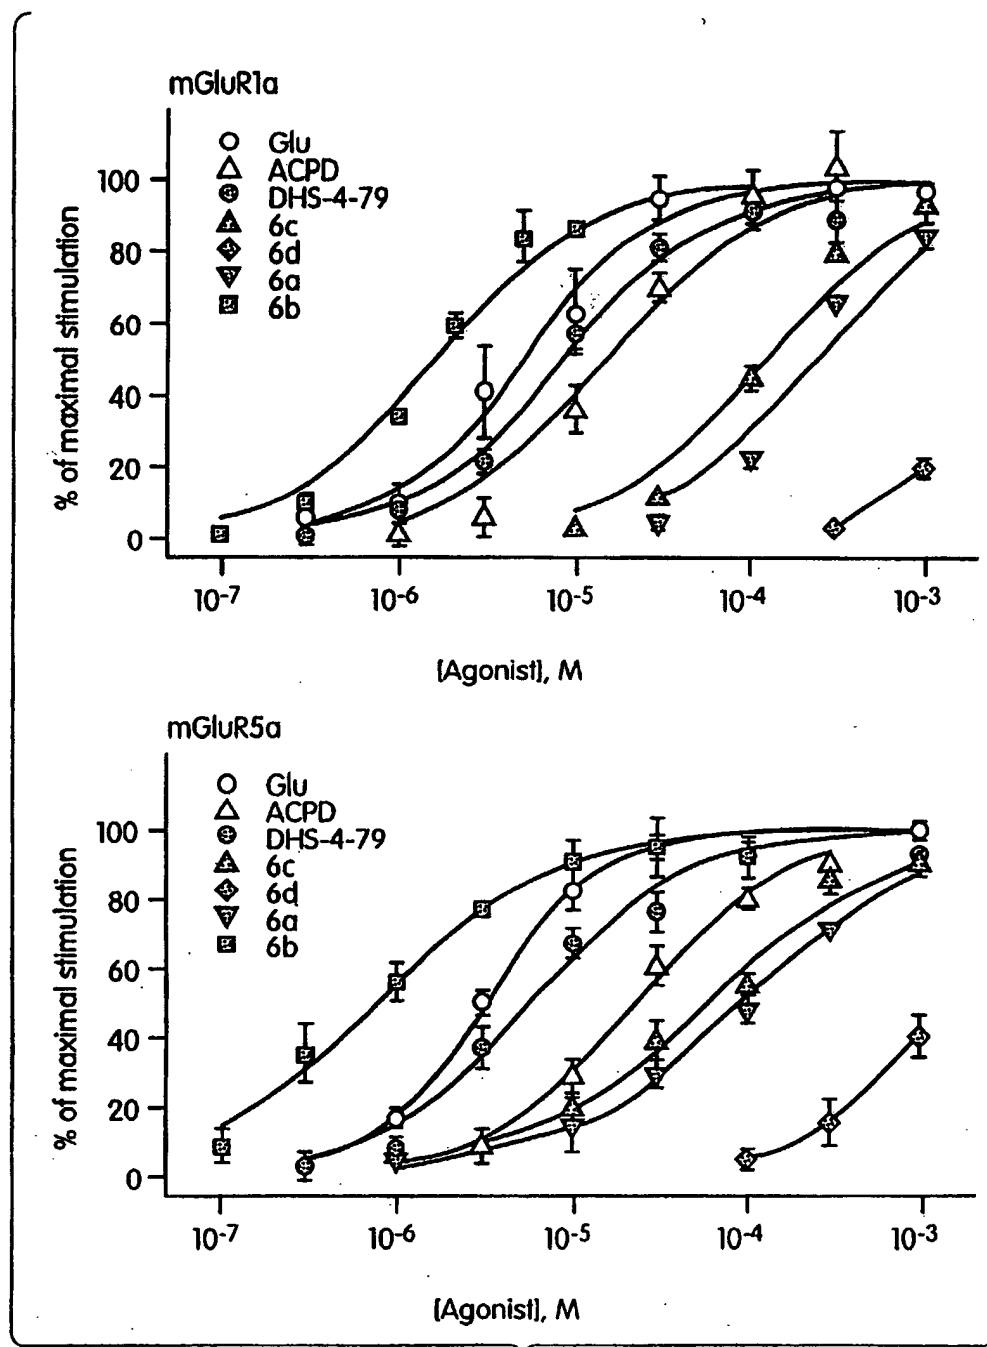 mGluR1a
Glu
ACPD
DHS-4-79
6c
6d
6a
6b
100
80
60
40
20
0
% of maximal stimulation
10-7 10-6 10-5 10-4 10-3
[Agonist], M
mGluR5a
Glu
ACPD
DHS-4-79
6c
6d
6a
6b
100
80
60
40
20
0
% of maximal stimulation
10-7 10-6 10-5 10-4 10-3
[Agonist], M